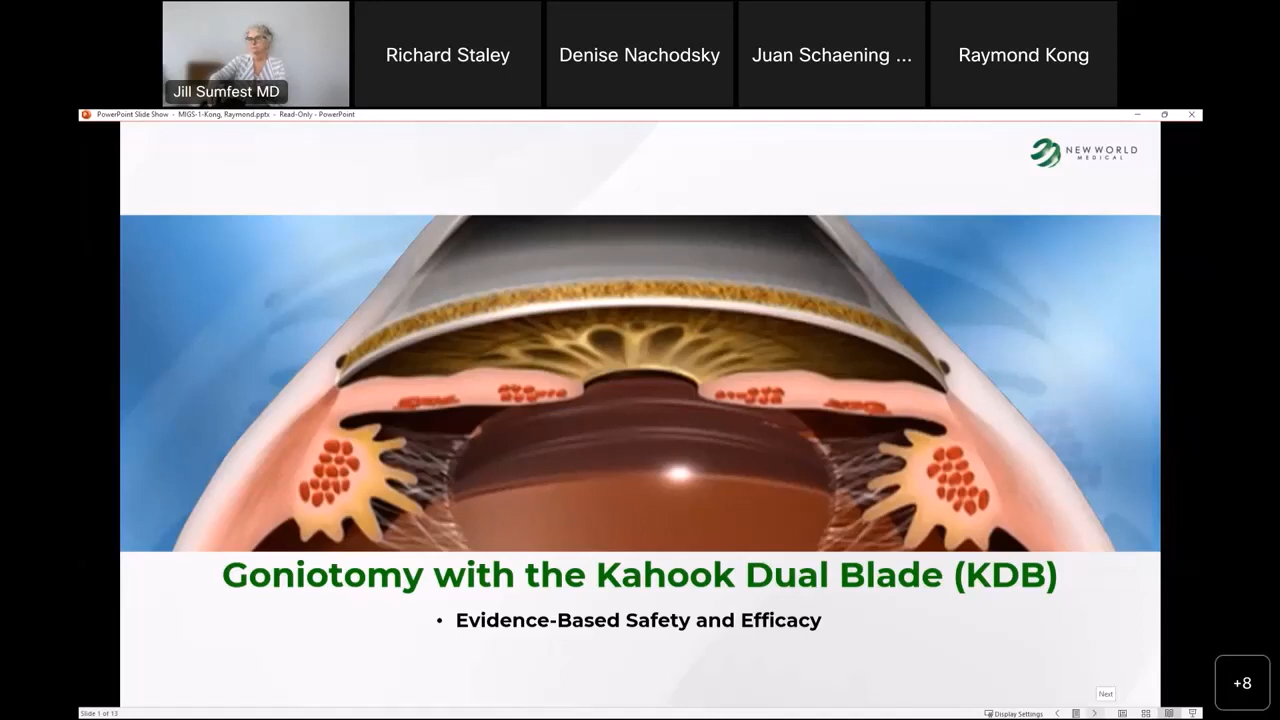 Richard Staley
Denise Nachodsky
Juan Schaening ...
Raymond Kong
Jill Sumfest MD
PowerPoint Slide Show - MIGS-1-Kong, Raymond.pptx - Read-Only - PowerPoint
NEW WORLD
MEDICAL
Goniotomy with the Kahook Dual Blade (KDB)
• Evidence-Based Safety and Efficacy
+8
Next
Slide 1 of 13
Display Settings